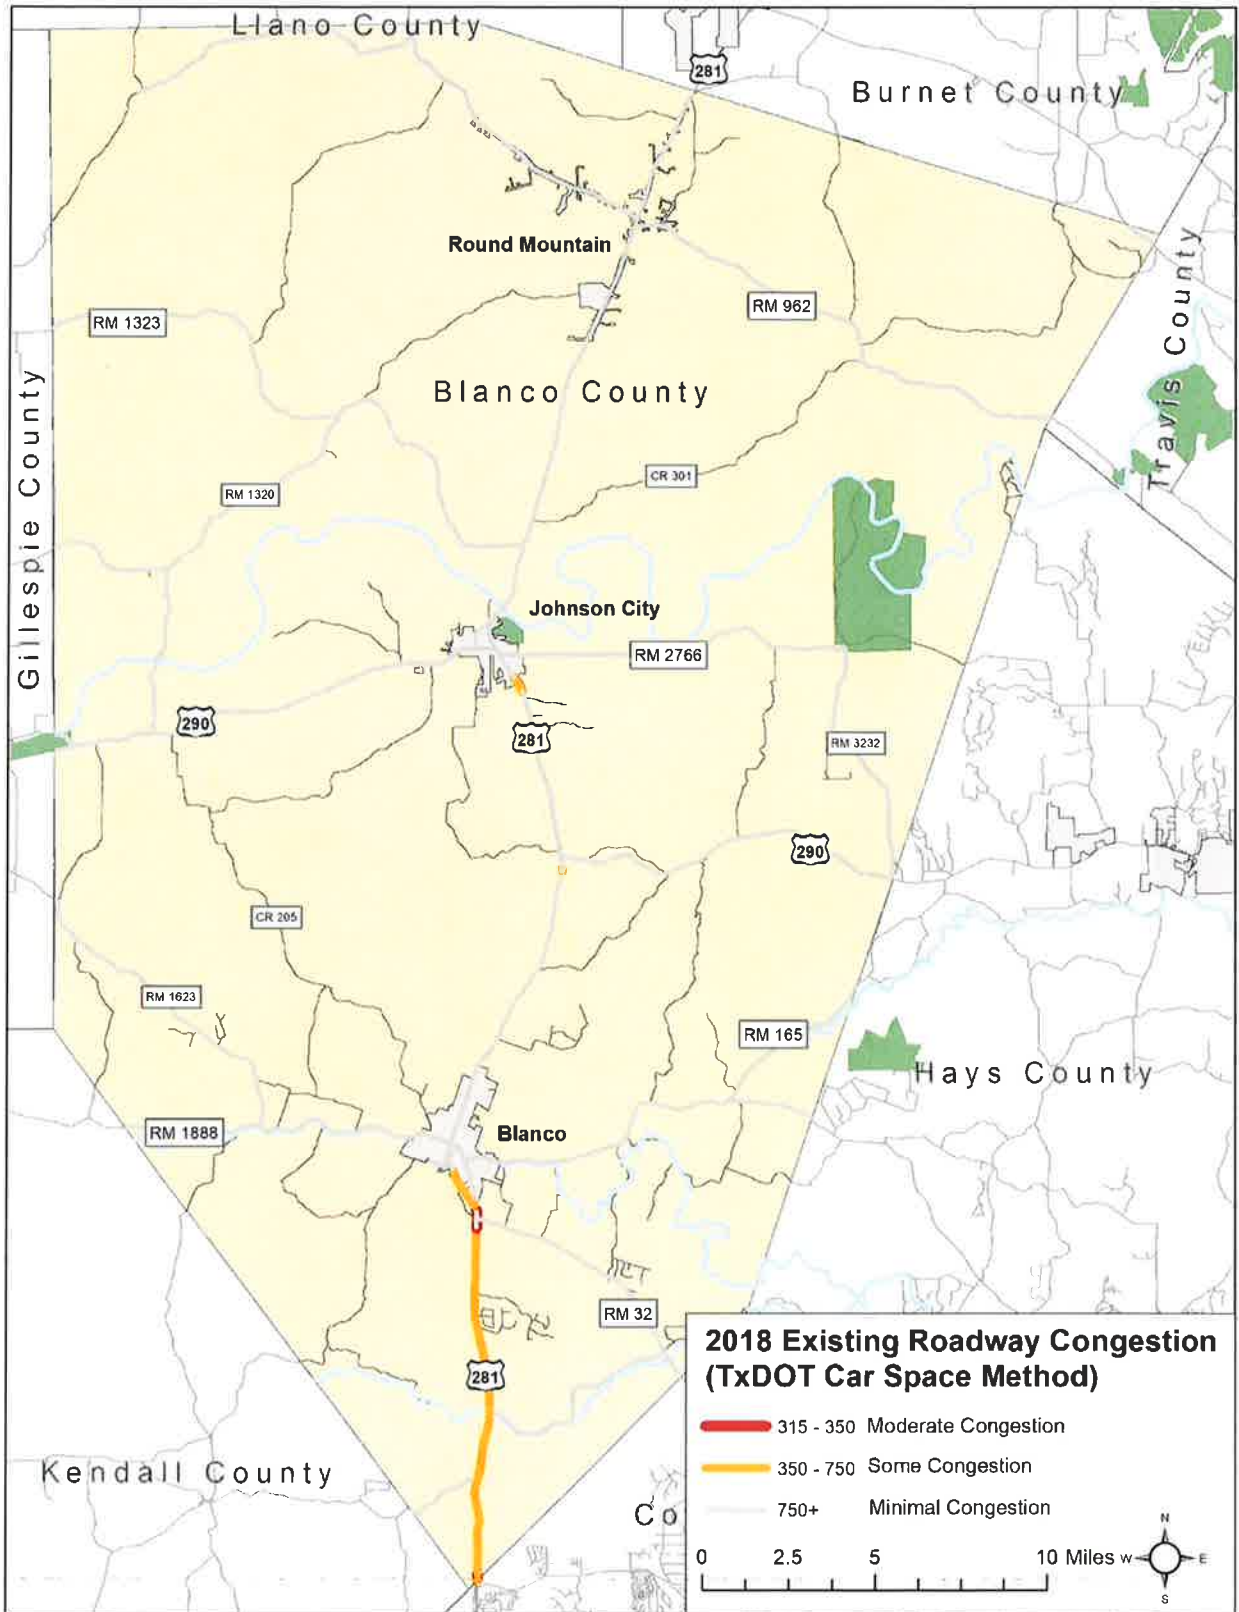 Llano County
281
Burnet County
Round Mountain
RM 1323
RM 962
Travis County
Gillespie County
Blanco County
CR 301
RM 1320
Johnson City
RM 2766
290
281
RM 3232
290
CR 205
RM 1623
RM 165
Hays County
RM 1888
Blanco
RM 32
281
Kendall County
Co
2018 Existing Roadway Congestion
(TxDOT Car Space Method)
315 - 350 Moderate Congestion
350 - 750 Some Congestion
750+ Minimal Congestion
0 2.5 5 10 Miles
N
W E
S